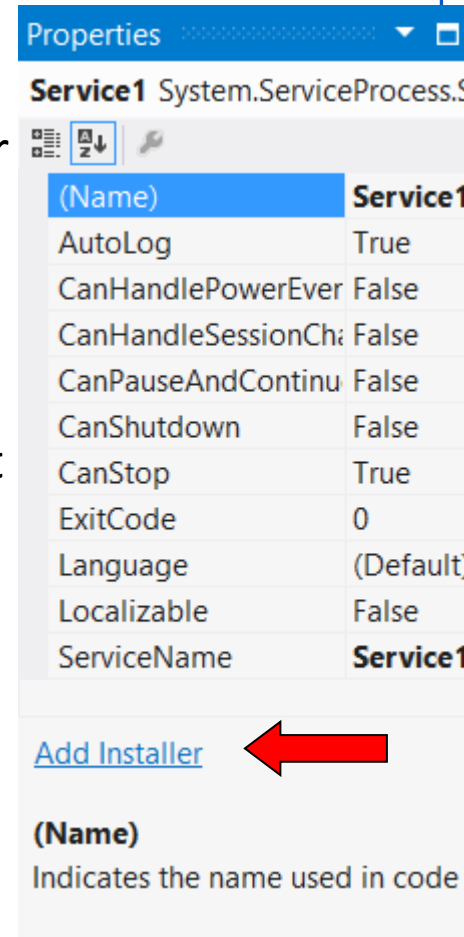 Properties
Service1 System.ServiceProcess.S
(Name) Service1
AutoLog True
CanHandlePowerEver False
CanHandleSessionCha False
CanPauseAndContinu False
CanShutdown False
CanStop True
ExitCode 0
Language (Default)
Localizable False
ServiceName Service1
Add Installer
(Name)
Indicates the name used in code